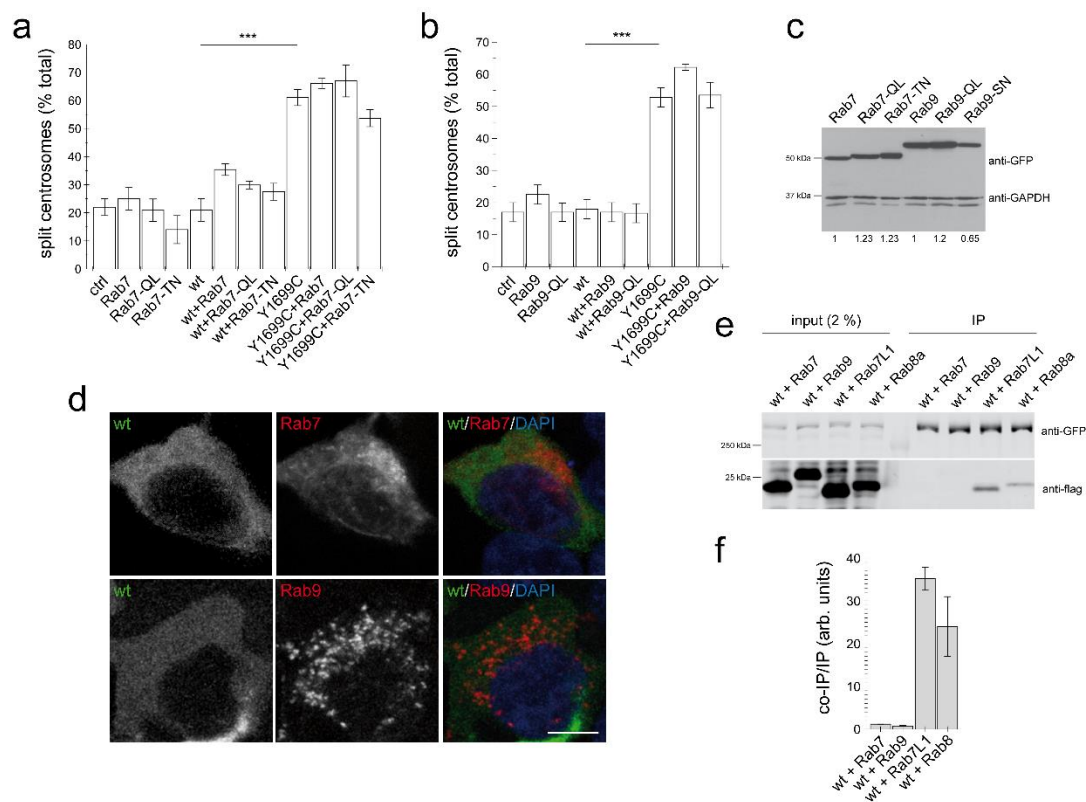 a
split centrosomes (% total)
80
70
60
50
40
30
20
10
0
***
ctrl
Rab7
Rab7-QL
Rab7-TN
wt
wt+Rab7
wt+Rab7-QL
wt+Rab7-TN
Y1699C
Y1699C+Rab7
Y1699C+Rab7-QL
Y1699C+Rab7-TN
b
split centrosomes (% total)
70
60
50
40
30
20
10
0
***
ctrl
Rab9
Rab9-QL
wt
wt+Rab9
wt+Rab9-QL
Y1699C
Y1699C+Rab9
Y1699C+Rab9-QL
c
Rab7
Rab7-QL
Rab7-TN
Rab9
Rab9-QL
Rab9-SN
50 kDa
anti-GFP
37 kDa
anti-GAPDH
1 1.23 1.23 1 1.2 0.65
d
wt
Rab7
wt/Rab7/DAPI
wt
Rab9
wt/Rab9/DAPI
e
input (2 %)
IP
wt + Rab7
wt + Rab9
wt + Rab7L1
wt + Rab8a
wt + Rab7
wt + Rab9
wt + Rab7L1
wt + Rab8a
250 kDa
anti-GFP
25 kDa
anti-flag
f
co-IP/IP (arb. units)
40
30
20
10
0
wt + Rab7
wt + Rab9
wt + Rab7L1
wt + Rab8